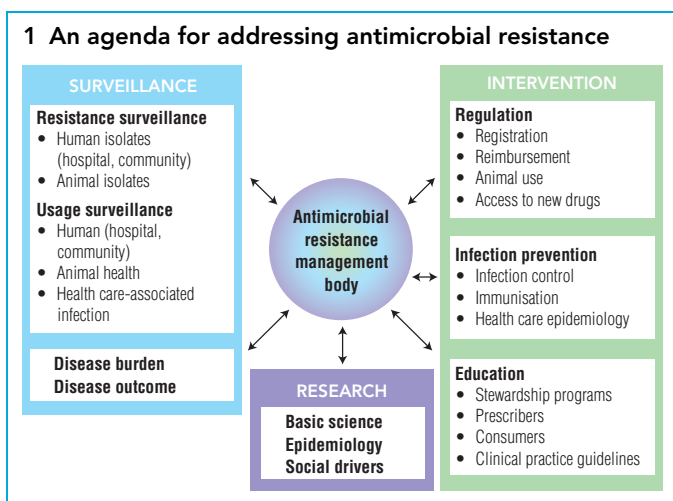 1 An agenda for addressing antimicrobial resistance
SURVEILLANCE
Resistance surveillance
• Human isolates
(hospital, community)
• Animal isolates
Usage surveillance
• Human (hospital,
community)
• Animal health
• Health care-associated
infection
Disease burden
Disease outcome
Antimicrobial
resistance
management
body
RESEARCH
Basic science
Epidemiology
Social drivers
INTERVENTION
Regulation
• Registration
• Reimbursement
• Animal use
• Access to new drugs
Infection prevention
• Infection control
• Immunisation
• Health care epidemiology
Education
• Stewardship programs
• Prescribers
• Consumers
• Clinical practice guidelines